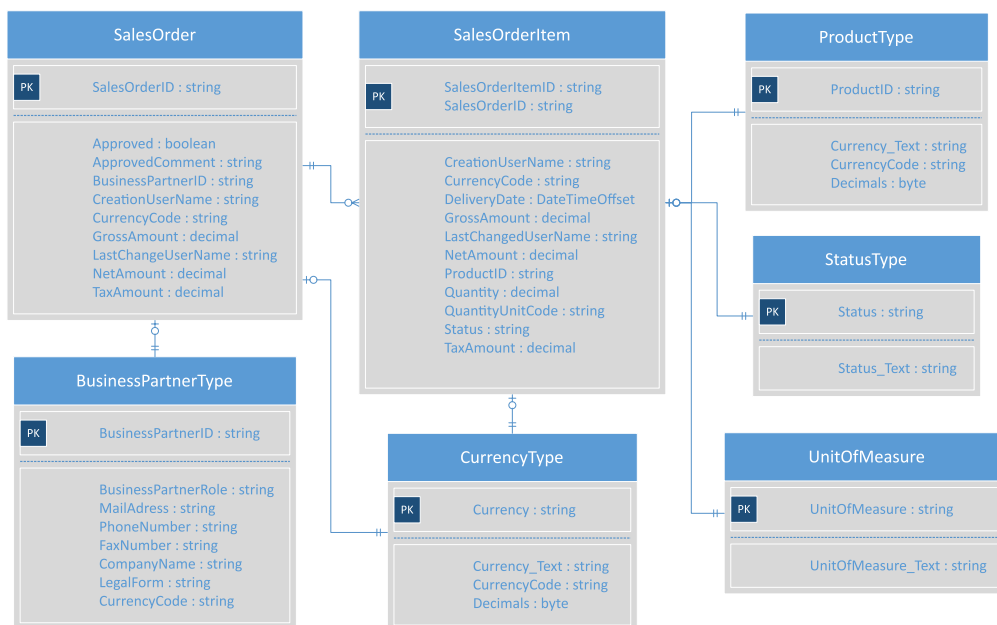 SalesOrder
PK
SalesOrderID : string
Approved : boolean
ApprovedComment : string
BusinessPartnerID : string
CreationUserName : string
CurrencyCode : string
GrossAmount : decimal
LastChangeUserName : string
NetAmount : decimal
TaxAmount : decimal
SalesOrderItem
PK
SalesOrderItemID : string
SalesOrderID : string
CreationUserName : string
CurrencyCode : string
DeliveryDate : DateTimeOffset
GrossAmount : decimal
LastChangedUserName : string
NetAmount : decimal
ProductID : string
Quantity : decimal
QuantityUnitCode : string
Status : string
TaxAmount : decimal
ProductType
PK
ProductID : string
Currency_Text : string
CurrencyCode : string
Decimals : byte
StatusType
PK
Status : string
Status_Text : string
BusinessPartnerType
PK
BusinessPartnerID : string
BusinessPartnerRole : string
MailAdress : string
PhoneNumber : string
FaxNumber : string
CompanyName : string
LegalForm : string
CurrencyCode : string
CurrencyType
PK
Currency : string
Currency_Text : string
CurrencyCode : string
Decimals : byte
UnitOfMeasure
PK
UnitOfMeasure : string
UnitOfMeasure_Text : string